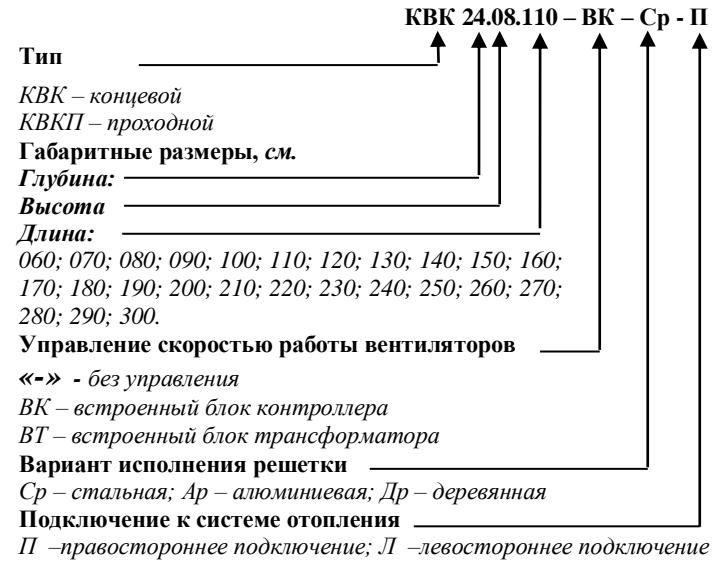 КВК 24.08.110 – ВК – Ср - П
Тип
КВК – концевой
КВКП – проходной
Габаритные размеры, см.
Глубина:
Высота
Длина:
060; 070; 080; 090; 100; 110; 120; 130; 140; 150; 160;
170; 180; 190; 200; 210; 220; 230; 240; 250; 260; 270;
280; 290; 300.
Управление скоростью работы вентиляторов
«-» - без управления
ВК – встроенный блок контроллера
ВТ – встроенный блок трансформатора
Вариант исполнения решетки
Ср – стальная; Ар – алюминиевая; Др – деревянная
Подключение к системе отопления
П –правостороннее подключение; Л –левостороннее подключение